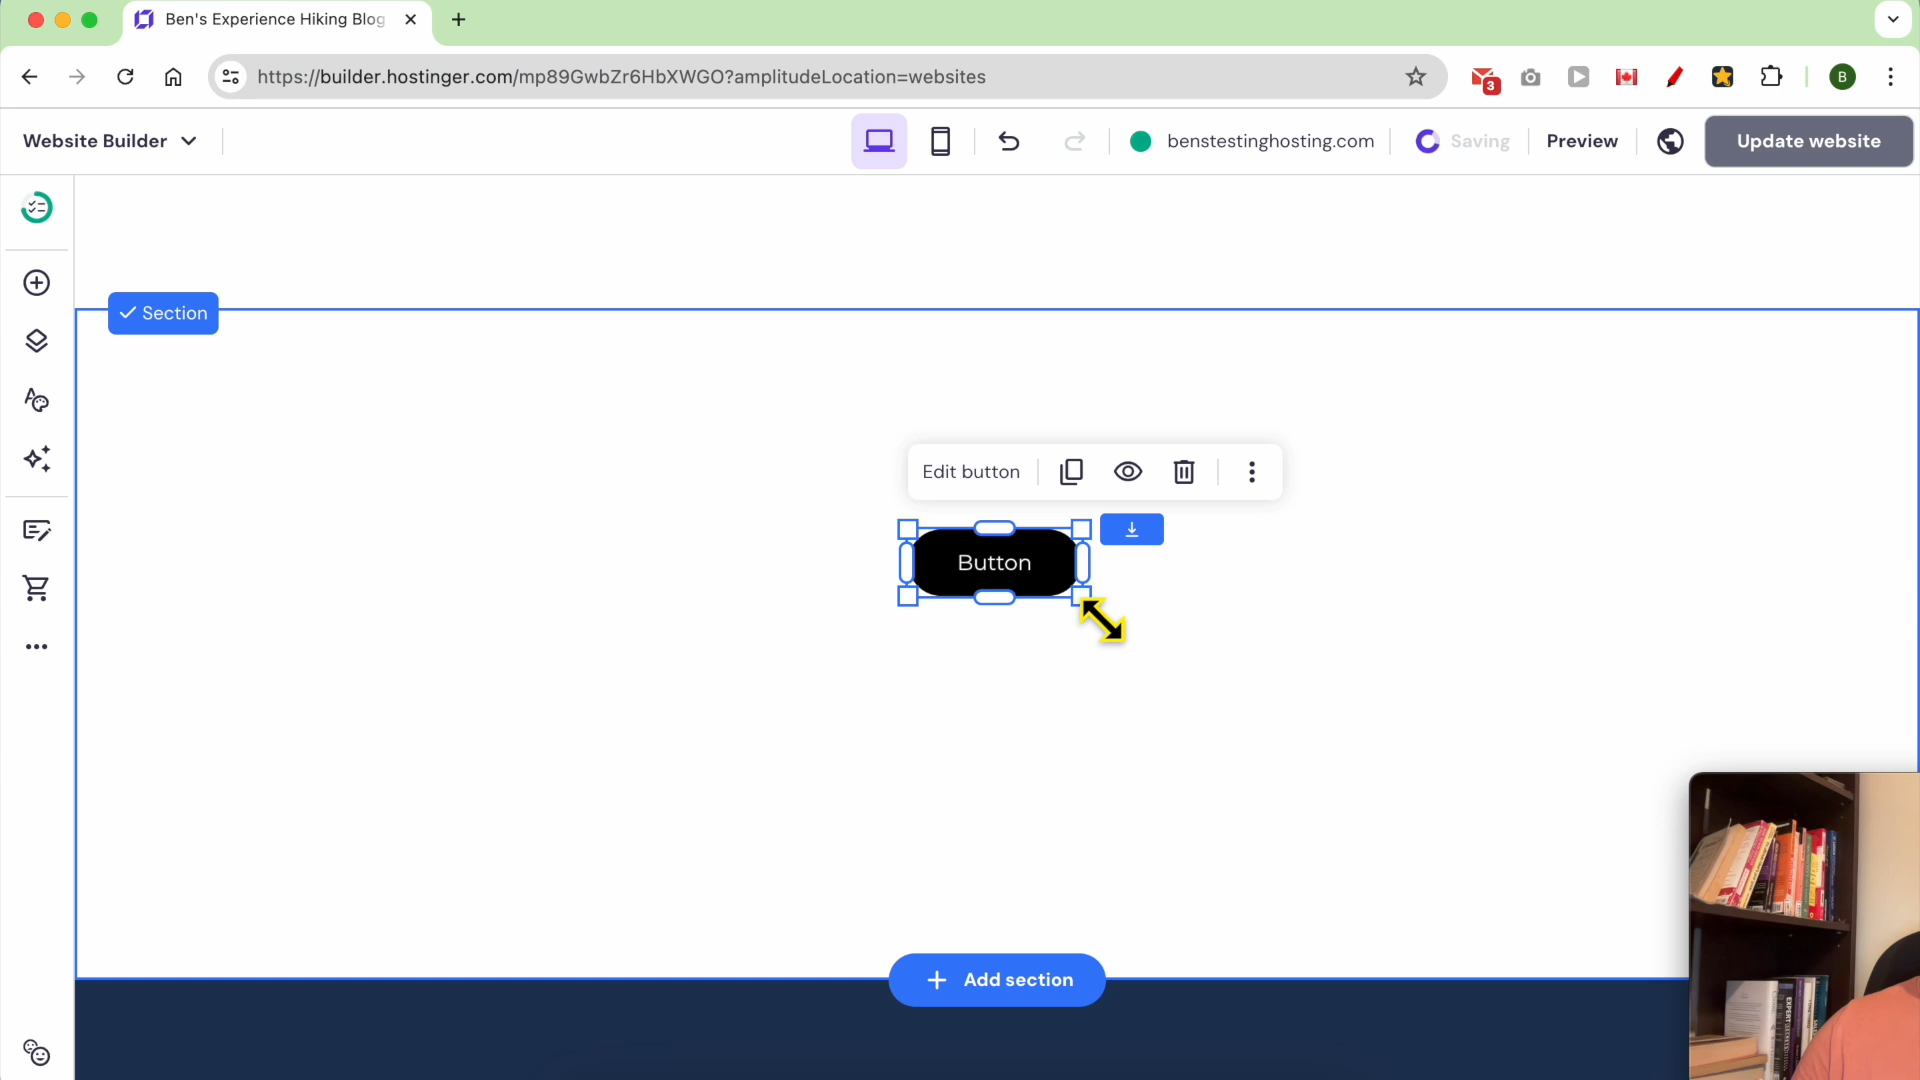 Ben's Experience Hiking Blog
https://builder.hostinger.com/mp89GwbZr6HbXWGO?amplitudeLocation=websites
3
B
Website Builder
benstestinghosting.com
Saving
Preview
Update website
Section
Edit button
Button
Add section
EXPERT